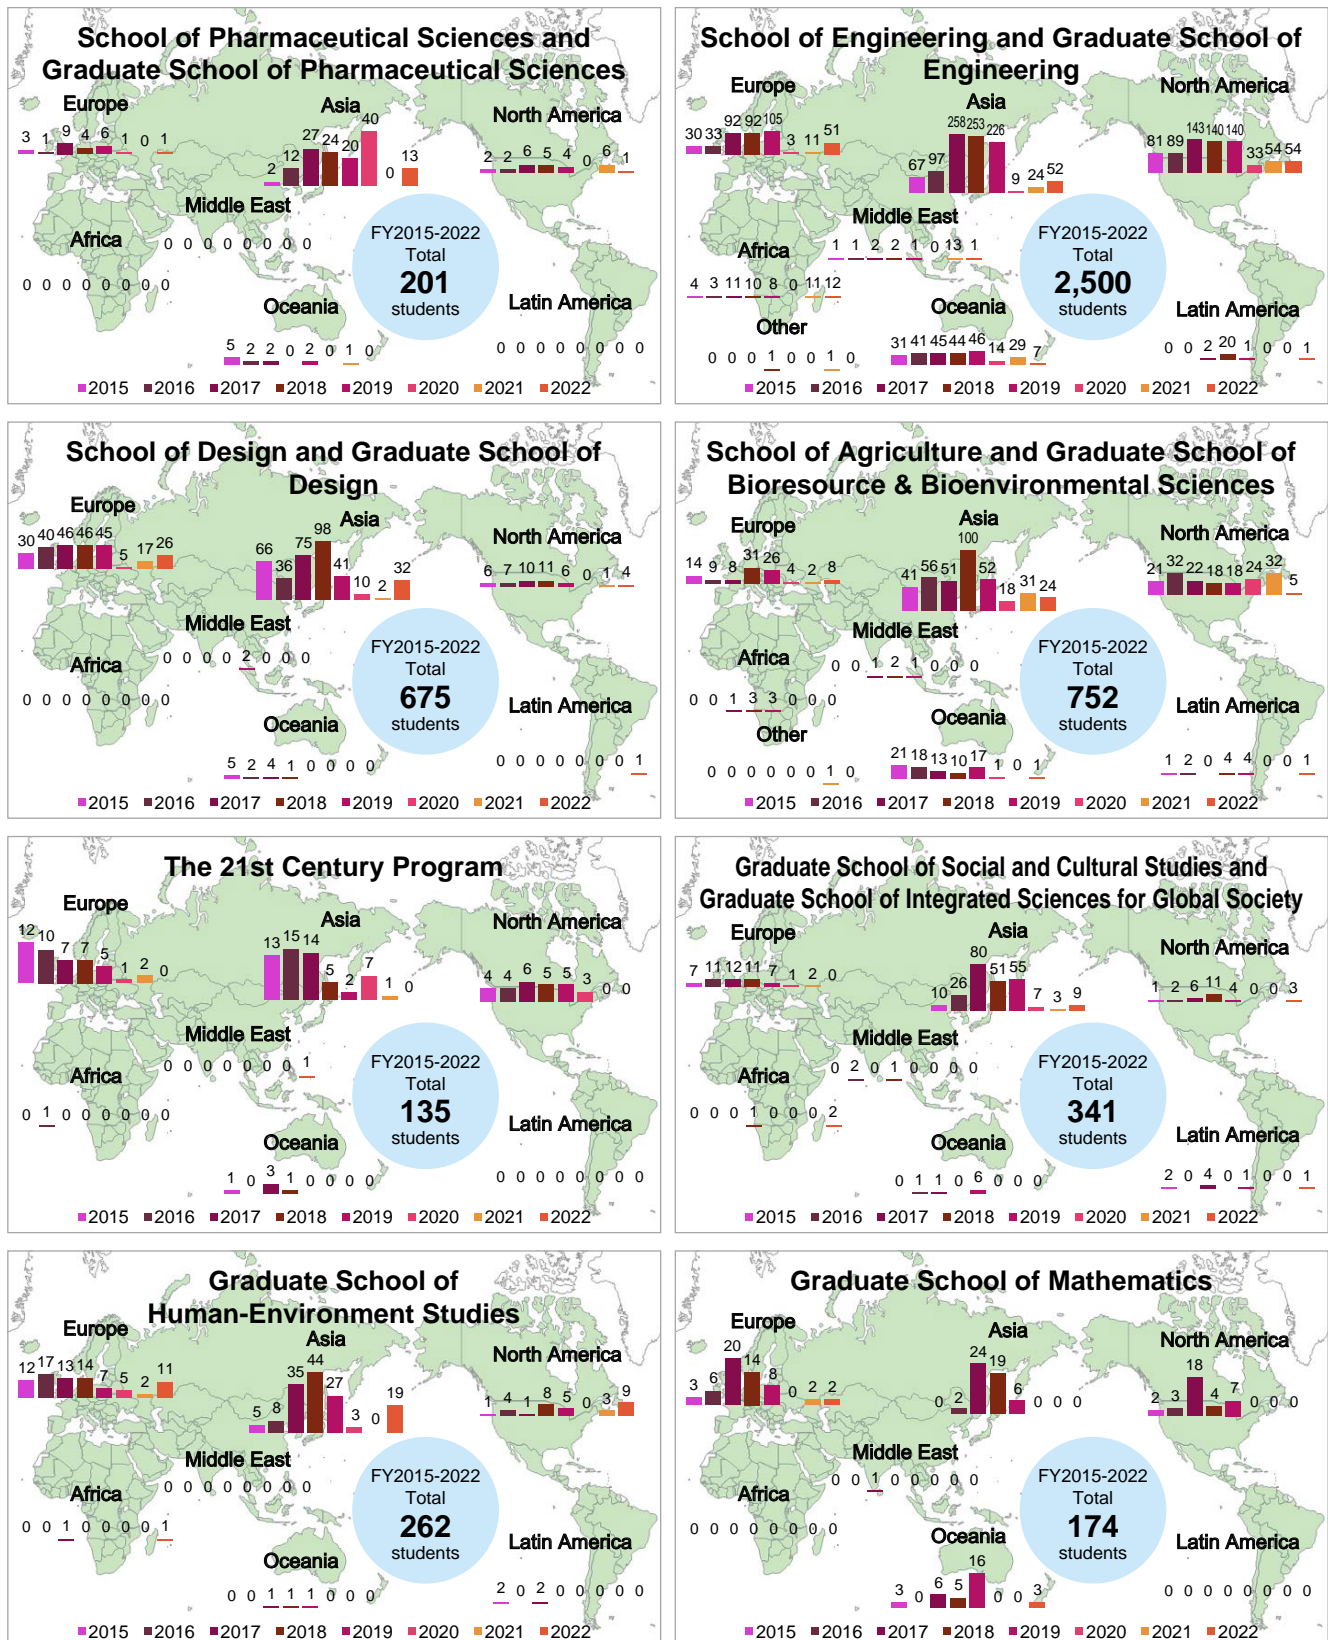 School of Pharmaceutical Sciences and
Graduate School of Pharmaceutical Sciences
Europe
3 1 9 4 6 1 0 1
Asia
2 12 27 24 20 40 0 13
North America
2 2 6 5 4 0 6 1
Middle East
0 0 0 0 0 0 0 0
Africa
0 0 0 0 0 0 0 0
FY2015-2022
Total
201
students
Oceania
5 2 2 0 2 0 1 0
Latin America
0 0 0 0 0 0 0 0
2015 2016 2017 2018 2019 2020 2021 2022
School of Engineering and Graduate School of
Engineering
Europe
30 33 92 92 105 3 11 51
Asia
67 97 258 253 226 9 24 52
North America
81 89 143 140 140 33 54 54
Middle East
1 1 2 2 1 0 13 1
Africa
4 3 11 10 8 0 11 12
Other
0 0 0 1 0 0 1 0
FY2015-2022
Total
2,500
students
Oceania
31 41 45 44 46 14 29 7
Latin America
0 0 2 20 1 0 0 1
2015 2016 2017 2018 2019 2020 2021 2022
School of Design and Graduate School of
Design
Europe
30 40 46 46 45 5 17 26
Asia
66 36 75 98 41 10 2 32
North America
6 7 10 11 6 0 1 4
Middle East
0 0 0 0 2 0 0 0
Africa
0 0 0 0 0 0 0 0
FY2015-2022
Total
675
students
Oceania
5 2 4 1 0 0 0 0
Latin America
0 0 0 0 0 0 0 1
2015 2016 2017 2018 2019 2020 2021 2022
School of Agriculture and Graduate School of
Bioresource & Bioenvironmental Sciences
Europe
14 9 8 31 26 4 2 8
Asia
41 56 51 100 52 18 31 24
North America
21 32 22 18 18 24 32 5
Middle East
0 0 1 2 1 0 0 0
Africa
0 0 1 3 3 0 0 0
Other
0 0 0 0 0 0 1 0
FY2015-2022
Total
752
students
Oceania
21 18 13 10 17 1 0 1
Latin America
1 2 0 4 4 0 0 1
2015 2016 2017 2018 2019 2020 2021 2022
The 21st Century Program
Europe
12 10 7 7 5 1 2 0
Asia
13 15 14 5 2 7 1 0
North America
4 4 6 5 5 3 0 0
Middle East
0 0 0 0 0 0 0 1
Africa
0 1 0 0 0 0 0 0
FY2015-2022
Total
135
students
Oceania
1 0 3 1 0 0 0 0
Latin America
0 0 0 0 0 0 0 0
2015 2016 2017 2018 2019 2020 2021 2022
Graduate School of Social and Cultural Studies and
Graduate School of Integrated Sciences for Global Society
Europe
7 11 12 11 7 1 2 0
Asia
10 26 80 51 55 7 3 9
North America
1 2 6 11 4 0 0 3
Middle East
0 2 0 1 0 0 0 0
Africa
0 0 0 1 0 0 0 2
FY2015-2022
Total
341
students
Oceania
0 1 1 0 6 0 0 0
Latin America
2 0 4 0 1 0 0 1
2015 2016 2017 2018 2019 2020 2021 2022
Graduate School of
Human-Environment Studies
Europe
12 17 13 14 7 5 2 11
Asia
5 8 35 44 27 3 0 19
North America
1 4 1 8 5 0 3 9
Middle East
0 0 0 0 0 0 0 0
Africa
0 0 1 0 0 0 0 1
FY2015-2022
Total
262
students
Oceania
0 0 1 1 1 0 0 0
Latin America
2 0 2 0 0 0 0 0
2015 2016 2017 2018 2019 2020 2021 2022
Graduate School of Mathematics
Europe
3 6 20 14 8 0 2 2
Asia
0 2 24 19 6 0 0 0
North America
2 3 18 4 7 0 0 0
Middle East
0 0 1 0 0 0 0 0
Africa
0 0 0 0 0 0 0 0
FY2015-2022
Total
174
students
Oceania
3 0 6 5 16 0 0 3
Latin America
0 0 0 0 0 0 0 0
2015 2016 2017 2018 2019 2020 2021 2022